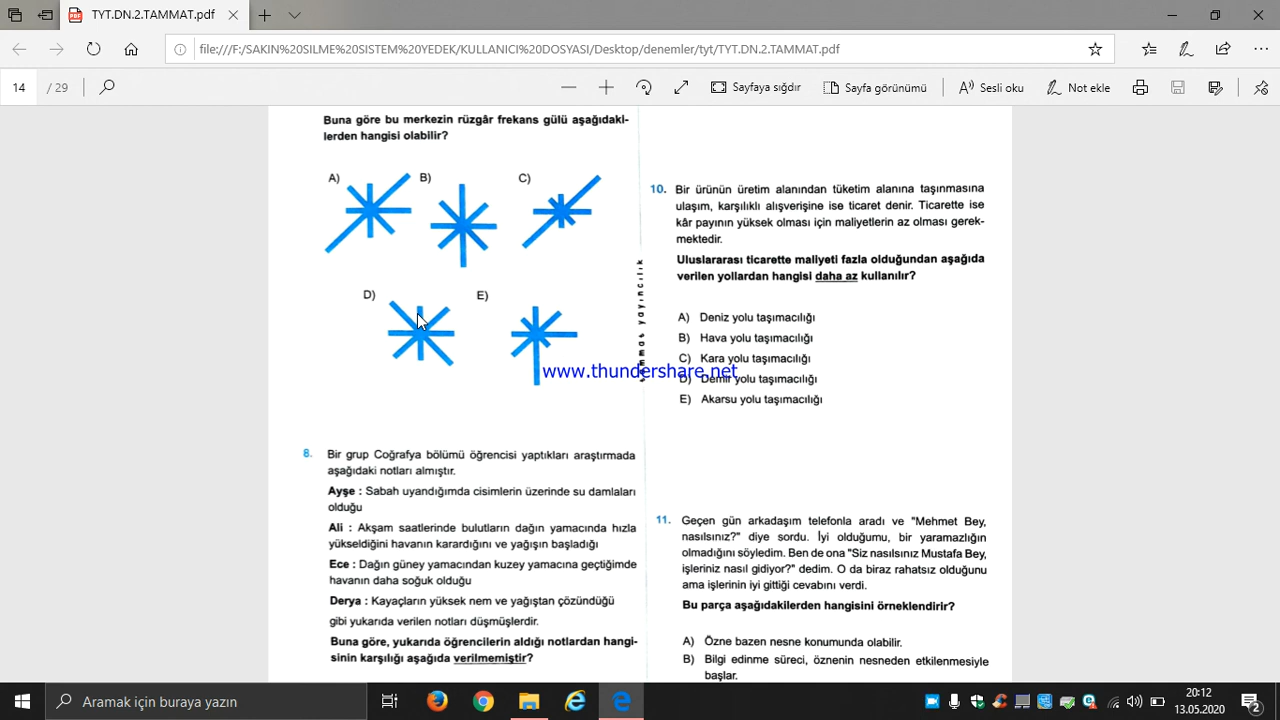 TYT.DN.2.TAMMAT.pdf
file:///F:/SAKIN%20SILME%20SISTEM%20YEDEK/KULLANICI%20DOSYASI/Desktop/denemler/tyt/TYT.DN.2.TAMMAT.pdf
14 / 29
Sayfaya sığdır
Sayfa görünümü
Sesli oku
Not ekle
Buna göre bu merkezin rüzgâr frekans gülü aşağıdaki-
lerden hangisi olabilir?
A) B) C)
D) E)
8. Bir grup Coğrafya bölümü öğrencisi yaptıkları araştırmada
aşağıdaki notları almıştır.
Ayşe : Sabah uyandığımda cisimlerin üzerinde su damlaları
olduğu
Ali : Akşam saatlerinde bulutların dağın yamacında hızla
yükseldiğini havanın karardığını ve yağışın başladığı
Ece : Dağın güney yamacından kuzey yamacına geçtiğimde
havanın daha soğuk olduğu
Derya : Kayaçların yüksek nem ve yağıştan çözündüğü
gibi yukarıda verilen notları düşmüşlerdir.
Buna göre, yukarıda öğrencilerin aldığı notlardan hangi-
sinin karşılığı aşağıda verilmemiştir?
yayıncılık
www.thundershare.net
10. Bir ürünün üretim alanından tüketim alanına taşınmasına
ulaşım, karşılıklı alışverişine ise ticaret denir. Ticarette ise
kâr payının yüksek olması için maliyetlerin az olması gerek-
mektedir.
Uluslararası ticarette maliyeti fazla olduğundan aşağıda
verilen yollardan hangisi daha az kullanılır?
A) Deniz yolu taşımacılığı
B) Hava yolu taşımacılığı
C) Kara yolu taşımacılığı
D) Demir yolu taşımacılığı
E) Akarsu yolu taşımacılığı
11. Geçen gün arkadaşım telefonla aradı ve "Mehmet Bey,
nasılsınız?" diye sordu. İyi olduğumu, bir yaramazlığın
olmadığını söyledim. Ben de ona "Siz nasılsınız Mustafa Bey,
işleriniz nasıl gidiyor?" dedim. O da biraz rahatsız olduğunu
ama işlerinin iyi gittiği cevabını verdi.
Bu parça aşağıdakilerden hangisini örneklendirir?
A) Özne bazen nesne konumunda olabilir.
B) Bilgi edinme süreci, öznenin nesneden etkilenmesiyle
başlar.
Aramak için buraya yazın
20:12
13.05.2020
2